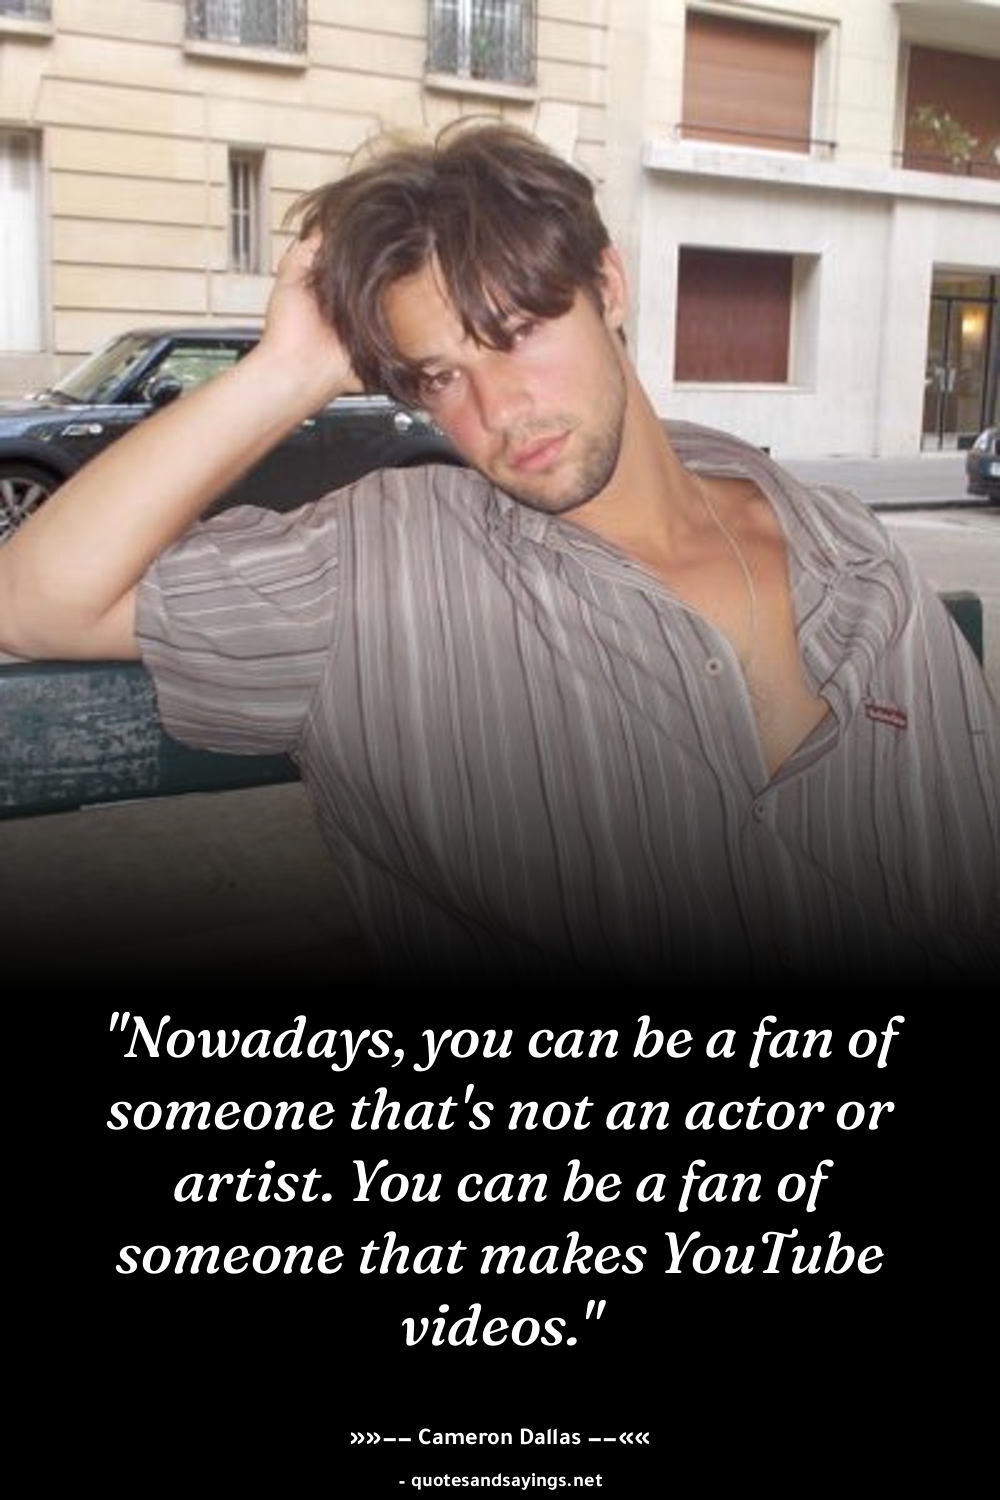 "Nowadays, you can be a fan of
someone that's not an actor or
artist. You can be a fan of
someone that makes YouTube
videos."
»»–– Cameron Dallas ––««
- quotesandsayings.net